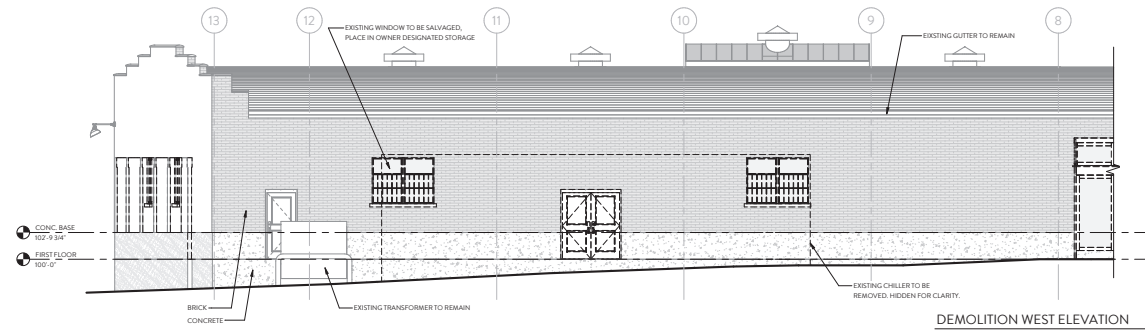 13
12
11
10
9
8
EXISTING WINDOW TO BE SALVAGED,
PLACE IN OWNER DESIGNATED STORAGE
EIXSTING GUTTER TO REMAIN
CONC. BASE
102'-9 3/4"
FIRST FLOOR
100'-0"
BRICK
CONCRETE
EXISTING TRANSFORMER TO REMAIN
EXISTING CHILLER TO BE
REMOVED. HIDDEN FOR CLARITY.
DEMOLITION WEST ELEVATION